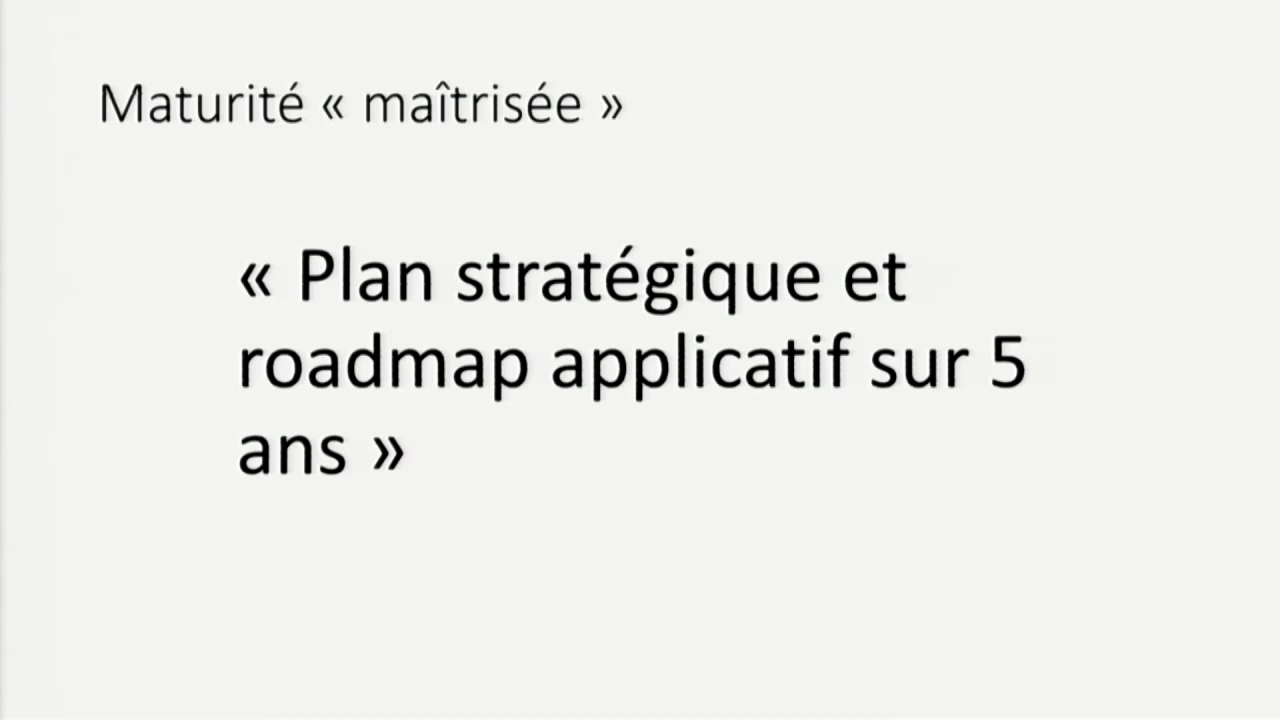 Maturité « maîtrisée »
« Plan stratégique et
roadmap applicatif sur 5
ans »